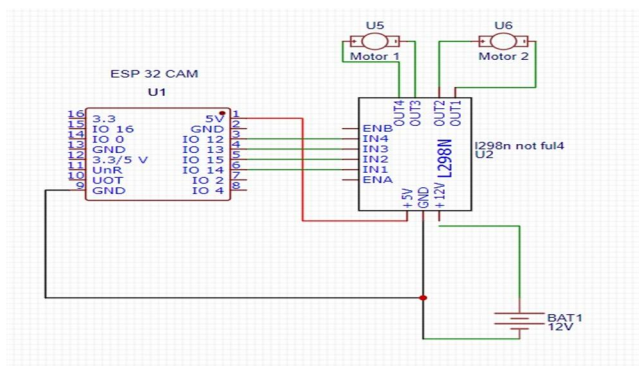 U5
Motor 1
U6
Motor 2
ESP 32 CAM
U1
16 3.3 5V 1
15 IO 16 GND 2
14 IO 0 IO 12 3
13 GND IO 13 4
12 3.3/5 V IO 15 5
11 UnR IO 14 6
10 UOT IO 2 7
9 GND IO 4 8
OUT4 OUT3 OUT2 OUT1
ENB
IN4
IN3
IN2
IN1
ENA
L298N
+5V GND +12V
l298n not ful4
U2
BAT1
12V